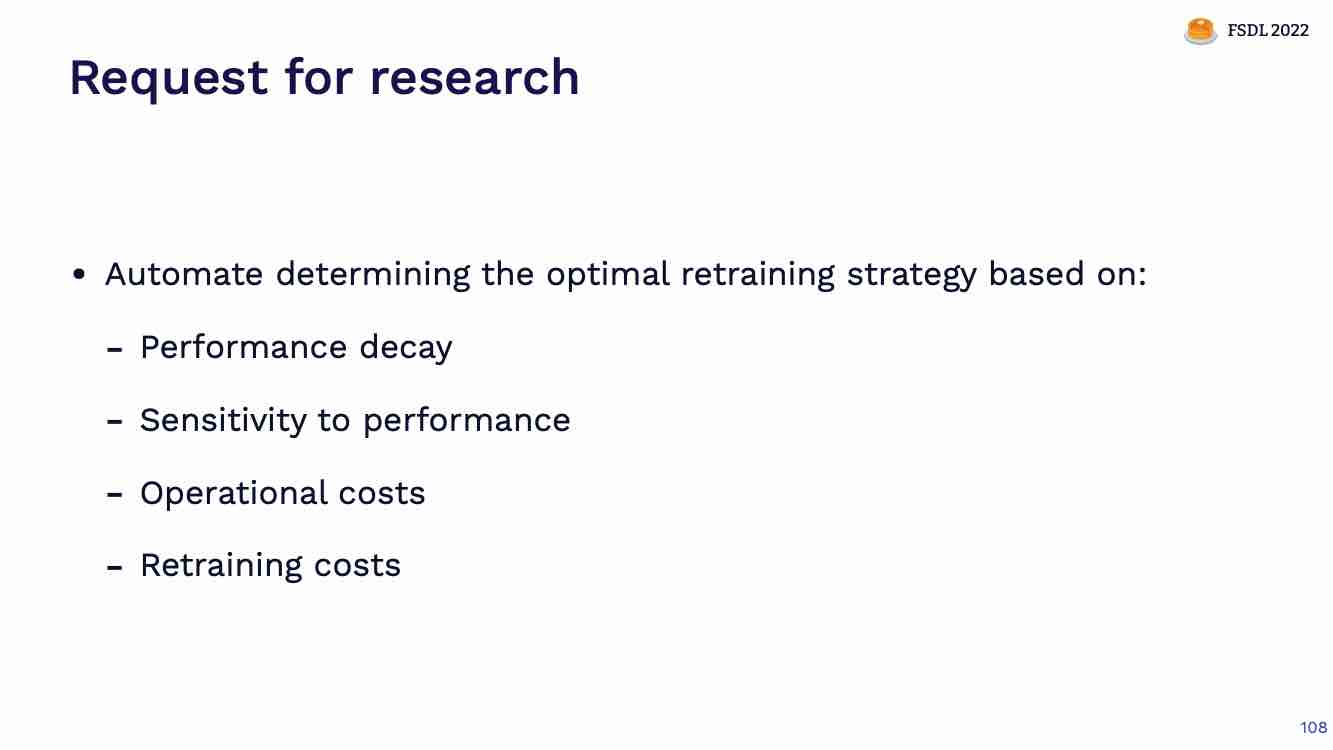 FSDL 2022
Request for research
• Automate determining the optimal retraining strategy based on:
- Performance decay
- Sensitivity to performance
- Operational costs
- Retraining costs
108